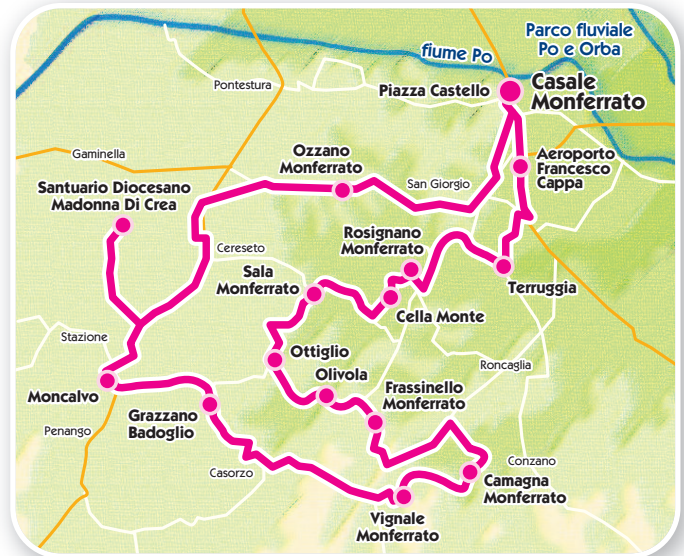 Parco fluviale
Po e Orba
fiume Po
Pontestura
Piazza Castello
Casale
Monferrato
Gaminella
Ozzano
Monferrato
Aeroporto
Francesco
Cappa
San Giorgio
Santuario Diocesano
Madonna Di Crea
Rosignano
Monferrato
Cereseto
Sala
Monferrato
Terruggia
Cella Monte
Stazione
Ottiglio
Roncaglia
Olivola
Moncalvo
Frassinello
Monferrato
Grazzano
Badoglio
Penango
Casorzo
Conzano
Camagna
Monferrato
Vignale
Monferrato